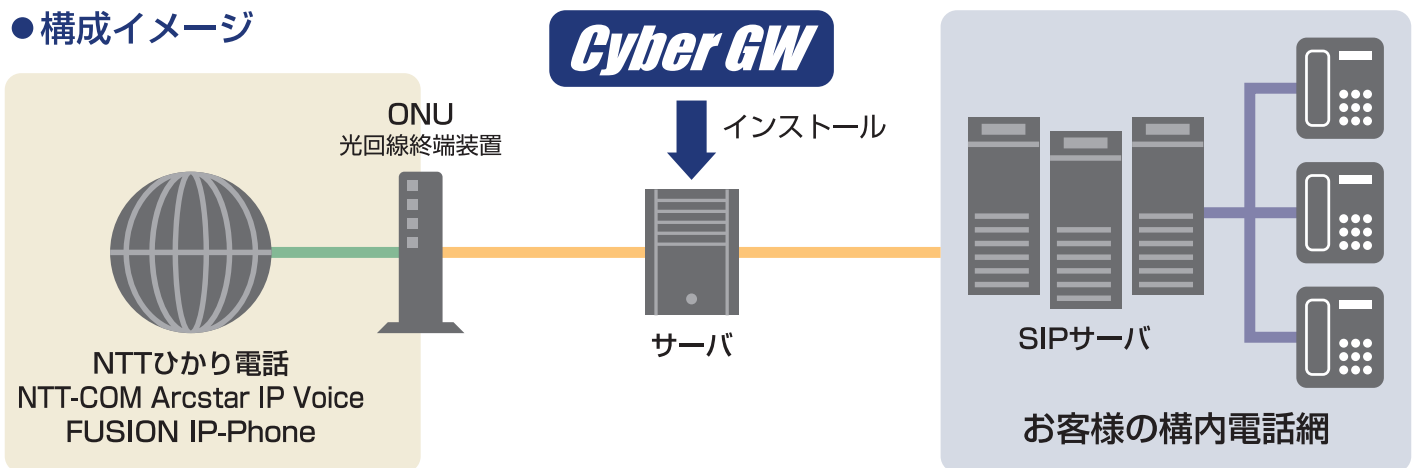 ●構成イメージ
Cyber GW
インストール
ONU
光回線終端装置
サーバ
SIPサーバ
NTTひかり電話
NTT-COM Arcstar IP Voice
FUSION IP-Phone
お客様の構内電話網